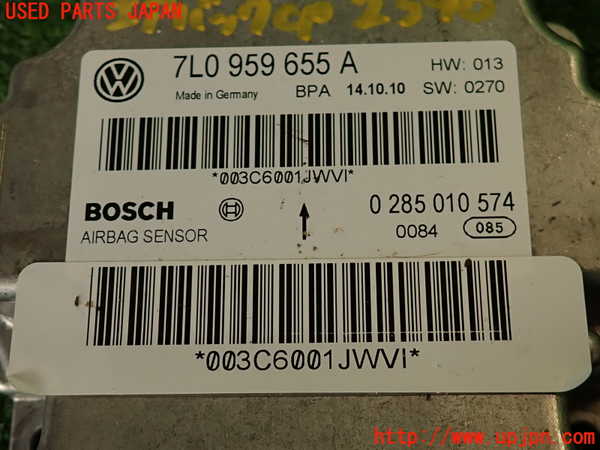 USED PARTS JAPAN
7L0 959 655 A
HW: 013
Made in Germany
BPA 14.10.10 SW: 0270
*003C6001JWVI*
BOSCH
0 285 010 574
AIRBAG SENSOR
0084 085
*003C6001JWVI*
http://www.upjpn.com